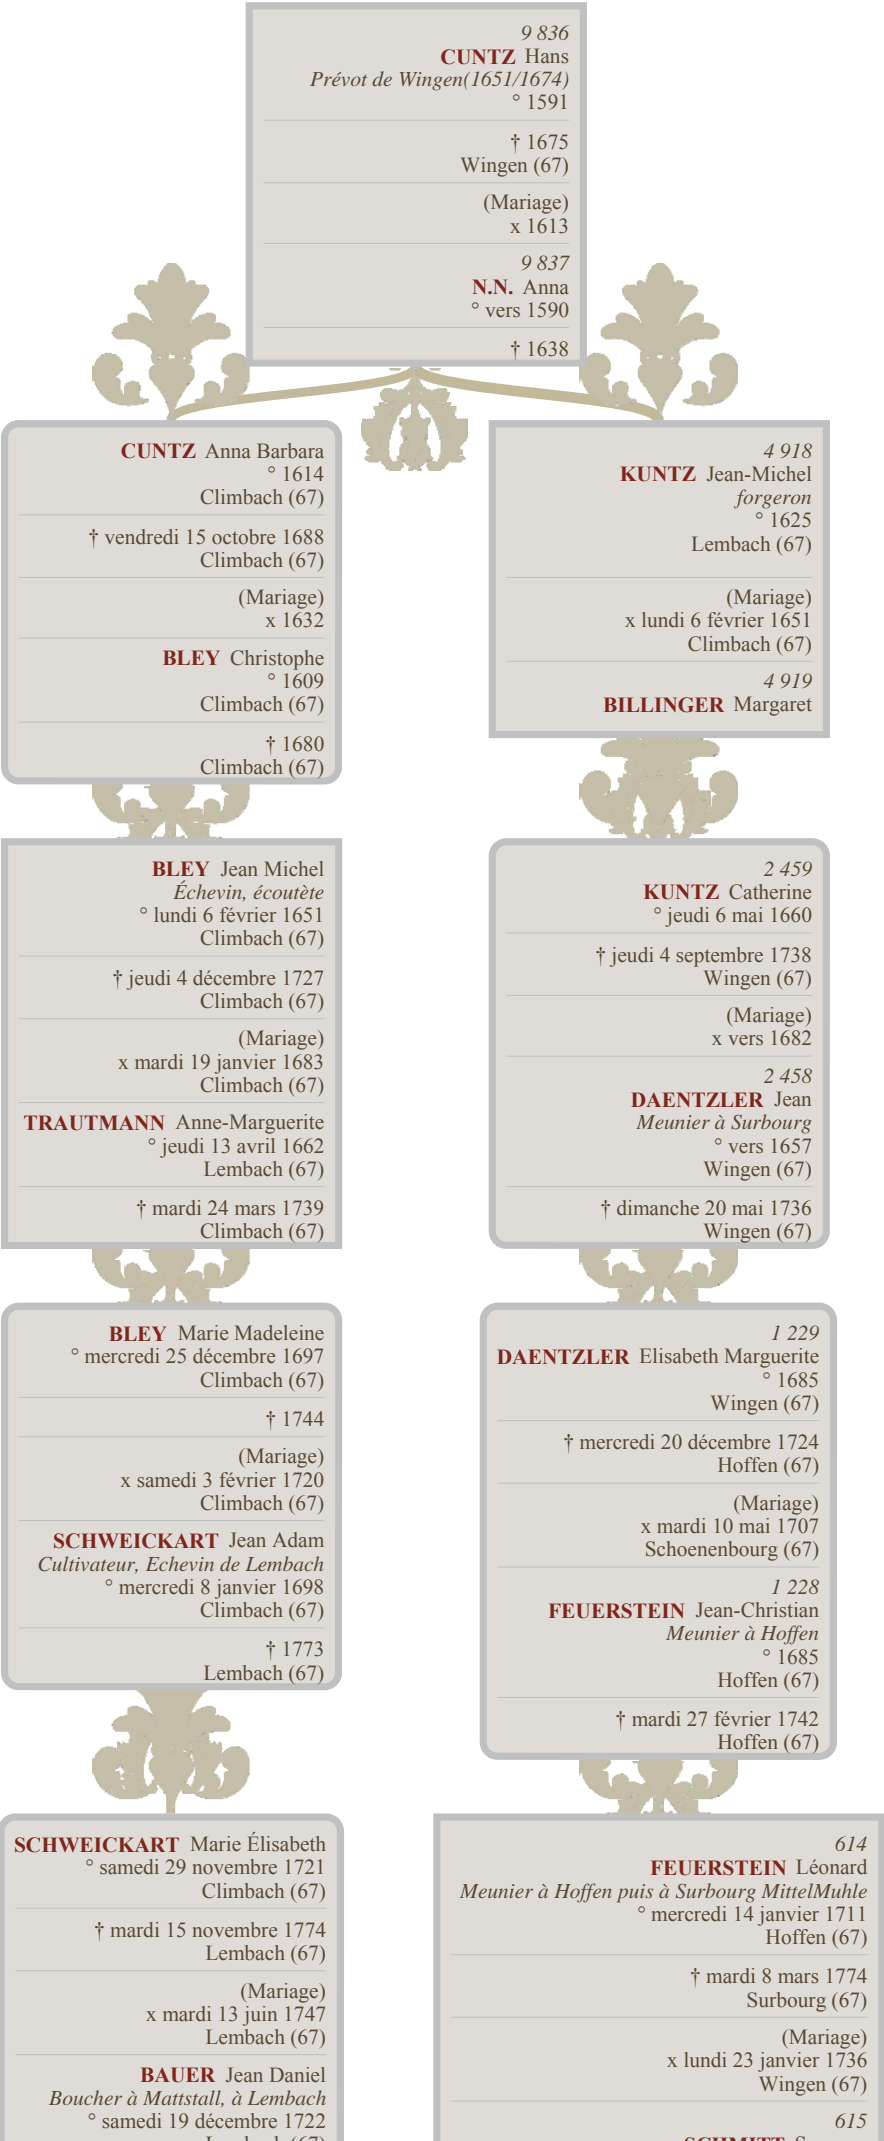 9 836
CUNTZ Hans
Prévot de Wingen(1651/1674)
° 1591
† 1675
Wingen (67)
(Mariage)
x 1613
9 837
N.N. Anna
° vers 1590
† 1638
CUNTZ Anna Barbara
° 1614
Climbach (67)
† vendredi 15 octobre 1688
Climbach (67)
(Mariage)
x 1632
BLEY Christophe
° 1609
Climbach (67)
† 1680
Climbach (67)
4 918
KUNTZ Jean-Michel
forgeron
° 1625
Lembach (67)
(Mariage)
x lundi 6 février 1651
Climbach (67)
4 919
BILLINGER Margaret
BLEY Jean Michel
Échevin, écoutète
° lundi 6 février 1651
Climbach (67)
† jeudi 4 décembre 1727
Climbach (67)
(Mariage)
x mardi 19 janvier 1683
Climbach (67)
TRAUTMANN Anne-Marguerite
° jeudi 13 avril 1662
Lembach (67)
† mardi 24 mars 1739
Climbach (67)
2 459
KUNTZ Catherine
° jeudi 6 mai 1660
† jeudi 4 septembre 1738
Wingen (67)
(Mariage)
x vers 1682
2 458
DAENTZLER Jean
Meunier à Surbourg
° vers 1657
Wingen (67)
† dimanche 20 mai 1736
Wingen (67)
BLEY Marie Madeleine
° mercredi 25 décembre 1697
Climbach (67)
† 1744
(Mariage)
x samedi 3 février 1720
Climbach (67)
SCHWEICKART Jean Adam
Cultivateur, Echevin de Lembach
° mercredi 8 janvier 1698
Climbach (67)
† 1773
Lembach (67)
1 229
DAENTZLER Elisabeth Marguerite
° 1685
Wingen (67)
† mercredi 20 décembre 1724
Hoffen (67)
(Mariage)
x mardi 10 mai 1707
Schoenenbourg (67)
1 228
FEUERSTEIN Jean-Christian
Meunier à Hoffen
° 1685
Hoffen (67)
† mardi 27 février 1742
Hoffen (67)
SCHWEICKART Marie Élisabeth
° samedi 29 novembre 1721
Climbach (67)
† mardi 15 novembre 1774
Lembach (67)
(Mariage)
x mardi 13 juin 1747
Lembach (67)
BAUER Jean Daniel
Boucher à Mattstall, à Lembach
° samedi 19 décembre 1722
614
FEUERSTEIN Léonard
Meunier à Hoffen puis à Surbourg MittelMuhle
° mercredi 14 janvier 1711
Hoffen (67)
† mardi 8 mars 1774
Surbourg (67)
(Mariage)
x lundi 23 janvier 1736
Wingen (67)
615